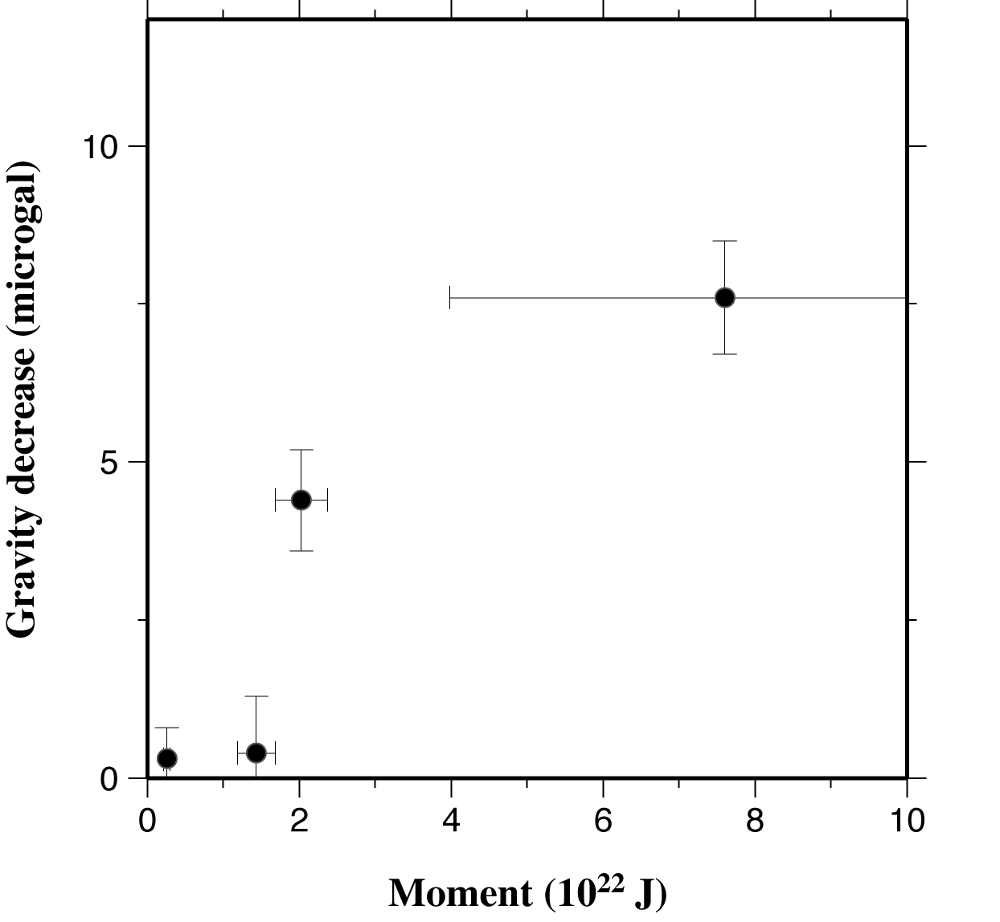 10
5
0
0 2 4 6 8 10
Gravity decrease (microgal)
Moment (10²² J)